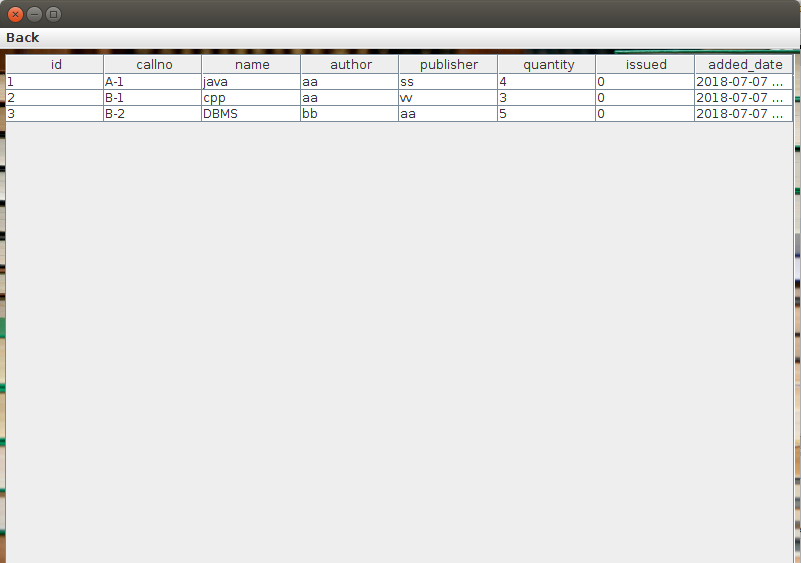 Back
id callno name author publisher quantity issued added_date
1 A-1 java aa ss 4 0 2018-07-07 ...
2 B-1 cpp aa vv 3 0 2018-07-07 ...
3 B-2 DBMS bb aa 5 0 2018-07-07 ...